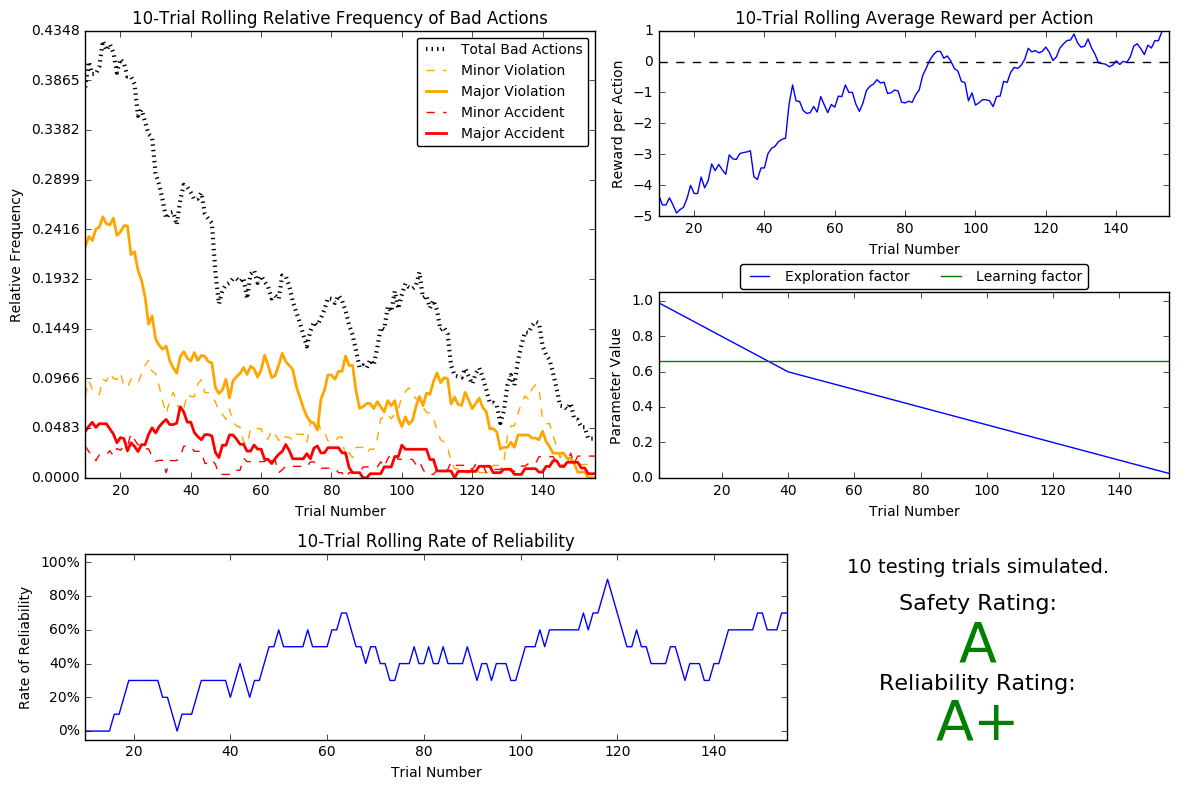 10-Trial Rolling Relative Frequency of Bad Actions
Relative Frequency
0.4348
0.3865
0.3382
0.2899
0.2416
0.1932
0.1449
0.0966
0.0483
0.0000
Total Bad Actions
Minor Violation
Major Violation
Minor Accident
Major Accident
20 40 60 80 100 120 140
Trial Number
10-Trial Rolling Average Reward per Action
Reward per Action
1
0
−1
−2
−3
−4
−5
20 40 60 80 100 120 140
Trial Number
Exploration factor Learning factor
Parameter Value
1.0
0.8
0.6
0.4
0.2
0.0
20 40 60 80 100 120 140
Trial Number
10-Trial Rolling Rate of Reliability
Rate of Reliability
100%
80%
60%
40%
20%
0%
20 40 60 80 100 120 140
Trial Number
10 testing trials simulated.
Safety Rating:
A
Reliability Rating:
A+